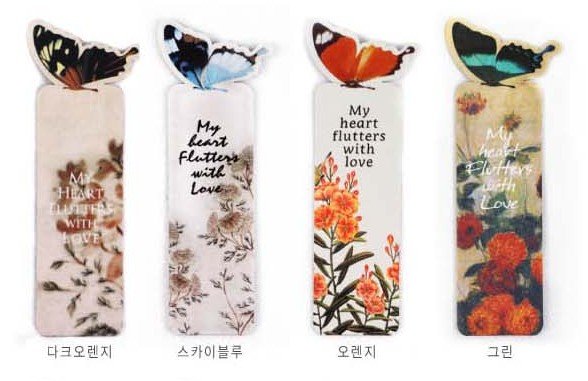 My
Heart
Flutters
with
Love
My
heart
Flutters
with
Love
My
heart
flutters
with
love
My
heart
Flutters
with
Love
다크오렌지
스카이블루
오렌지
그린